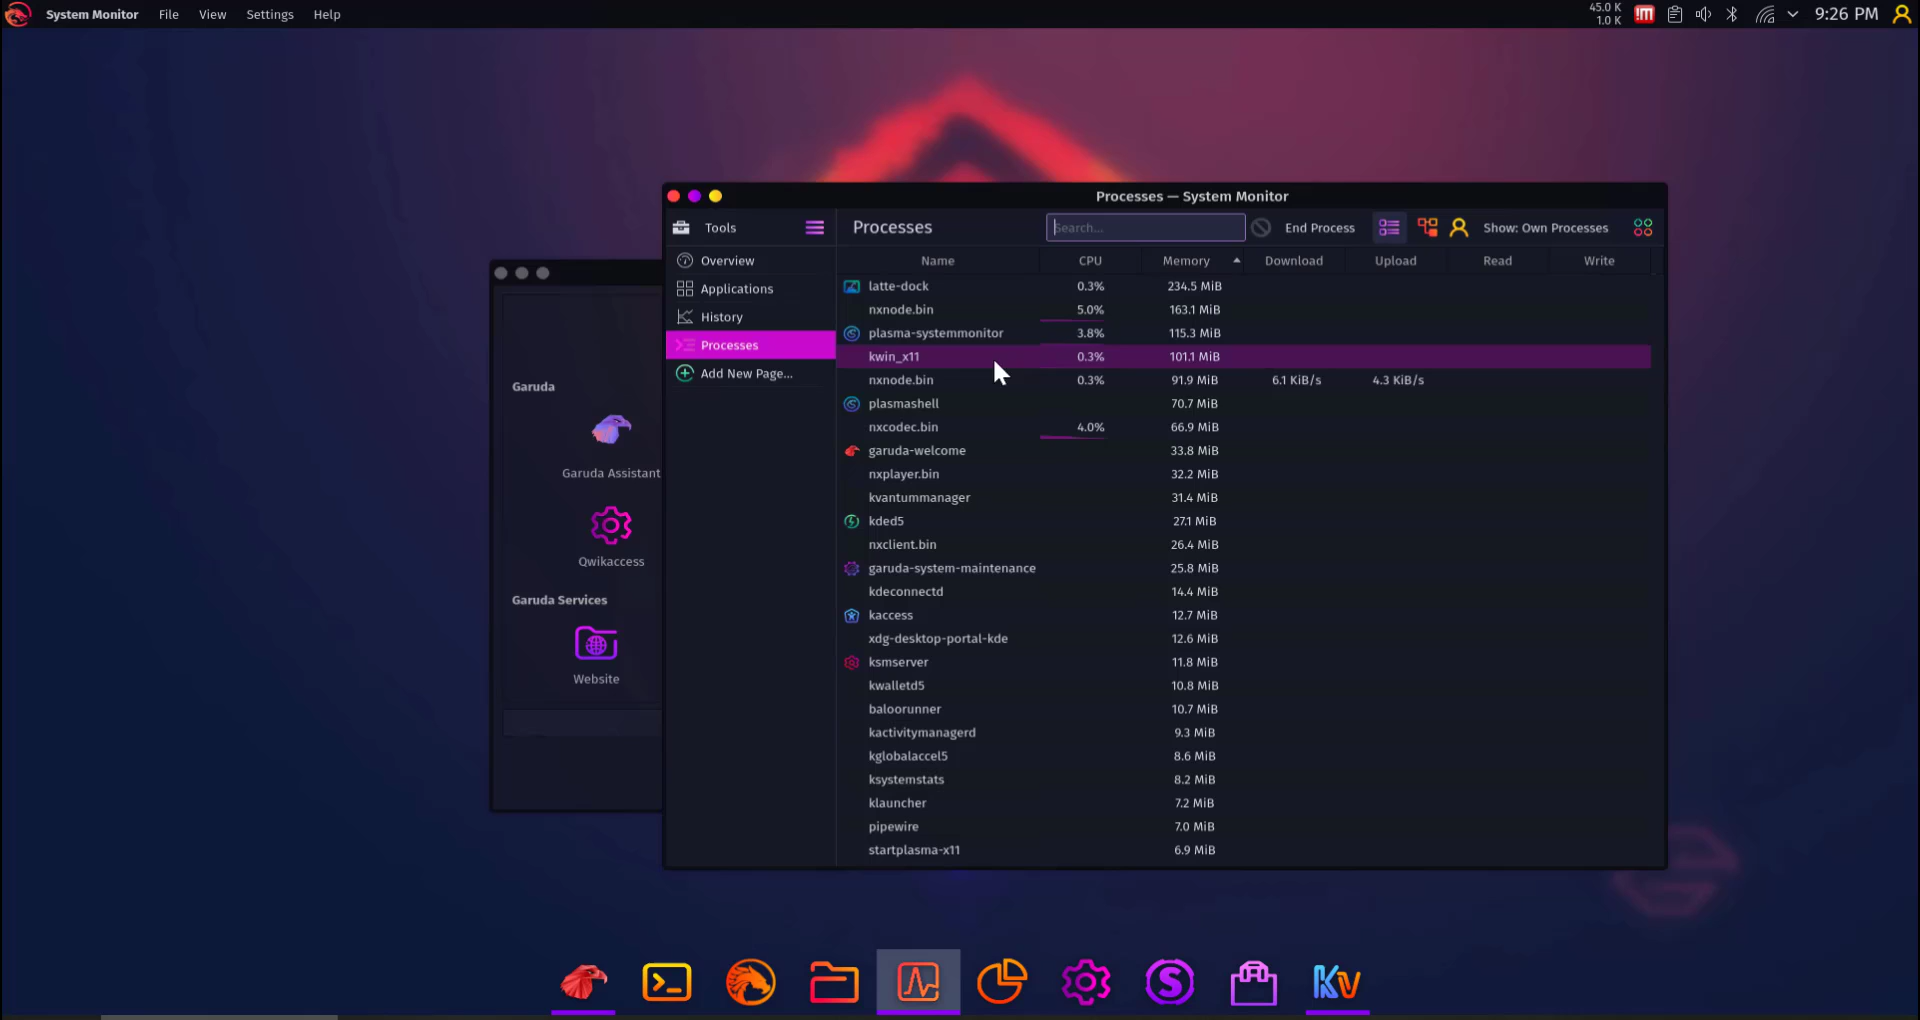 System Monitor File View Settings Help 45.0 K 9:26 PM
1.0 K
Processes — System Monitor
Tools Processes Search... End Process Show: Own Processes
Overview
Applications
History
Processes
Add New Page...
Name CPU Memory Download Upload Read Write
latte-dock 0.3% 234.5 MiB
nxnode.bin 5.0% 163.1 MiB
plasma-systemmonitor 3.8% 115.3 MiB
kwin_x11 0.3% 101.1 MiB
nxnode.bin 0.3% 91.9 MiB 6.1 KiB/s 4.3 KiB/s
plasmashell 70.7 MiB
nxcodec.bin 4.0% 66.9 MiB
garuda-welcome 33.8 MiB
nxplayer.bin 32.2 MiB
kvantummanager 31.4 MiB
kded5 27.1 MiB
nxclient.bin 26.4 MiB
garuda-system-maintenance 25.8 MiB
kdeconnectd 14.4 MiB
kaccess 12.7 MiB
xdg-desktop-portal-kde 12.6 MiB
ksmserver 11.8 MiB
kwalletd5 10.8 MiB
baloorunner 10.7 MiB
kactivitymanagerd 9.3 MiB
kglobalaccel5 8.6 MiB
ksystemstats 8.2 MiB
klauncher 7.2 MiB
pipewire 7.0 MiB
startplasma-x11 6.9 MiB
Garuda
Garuda Assistant
Qwikaccess
Garuda Services
Website